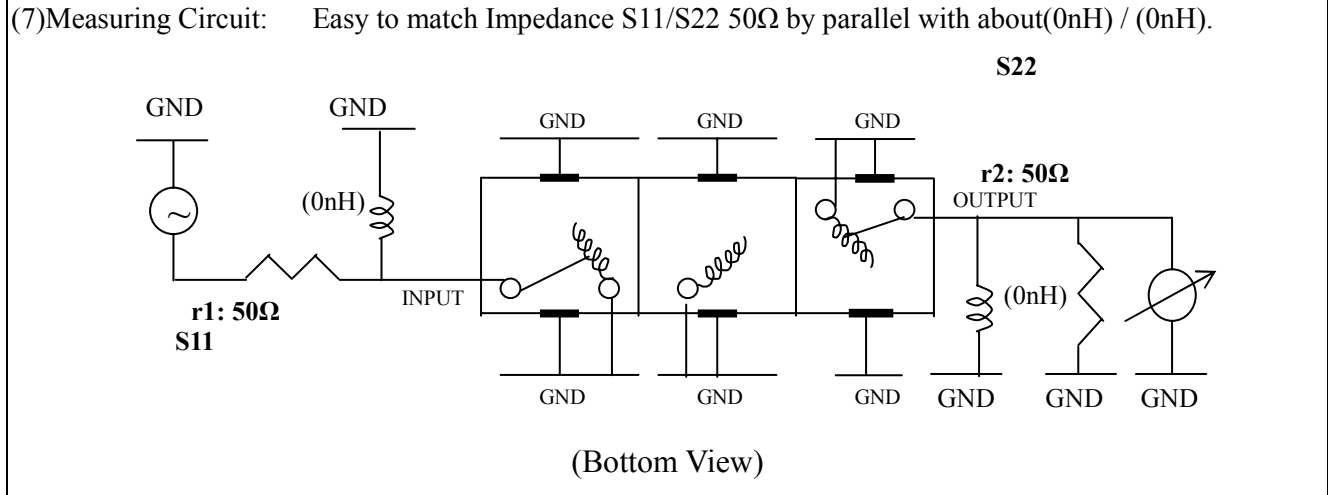 (7)Measuring Circuit: Easy to match Impedance S11/S22 50Ω by parallel with about(0nH) / (0nH).
S22
GND GND GND GND GND
r2: 50Ω
(0nH) OUTPUT
~
INPUT (0nH)
r1: 50Ω
S11
GND GND GND GND GND GND
(Bottom View)